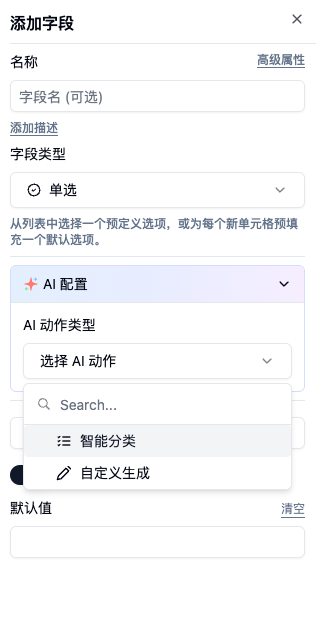 添加字段
名称
高级属性
字段名 (可选)
添加描述
字段类型
单选
从列表中选择一个预定义选项，或为每个新单元格预填
充一个默认选项。
AI 配置
AI 动作类型
选择 AI 动作
Search...
智能分类
自定义生成
默认值
清空